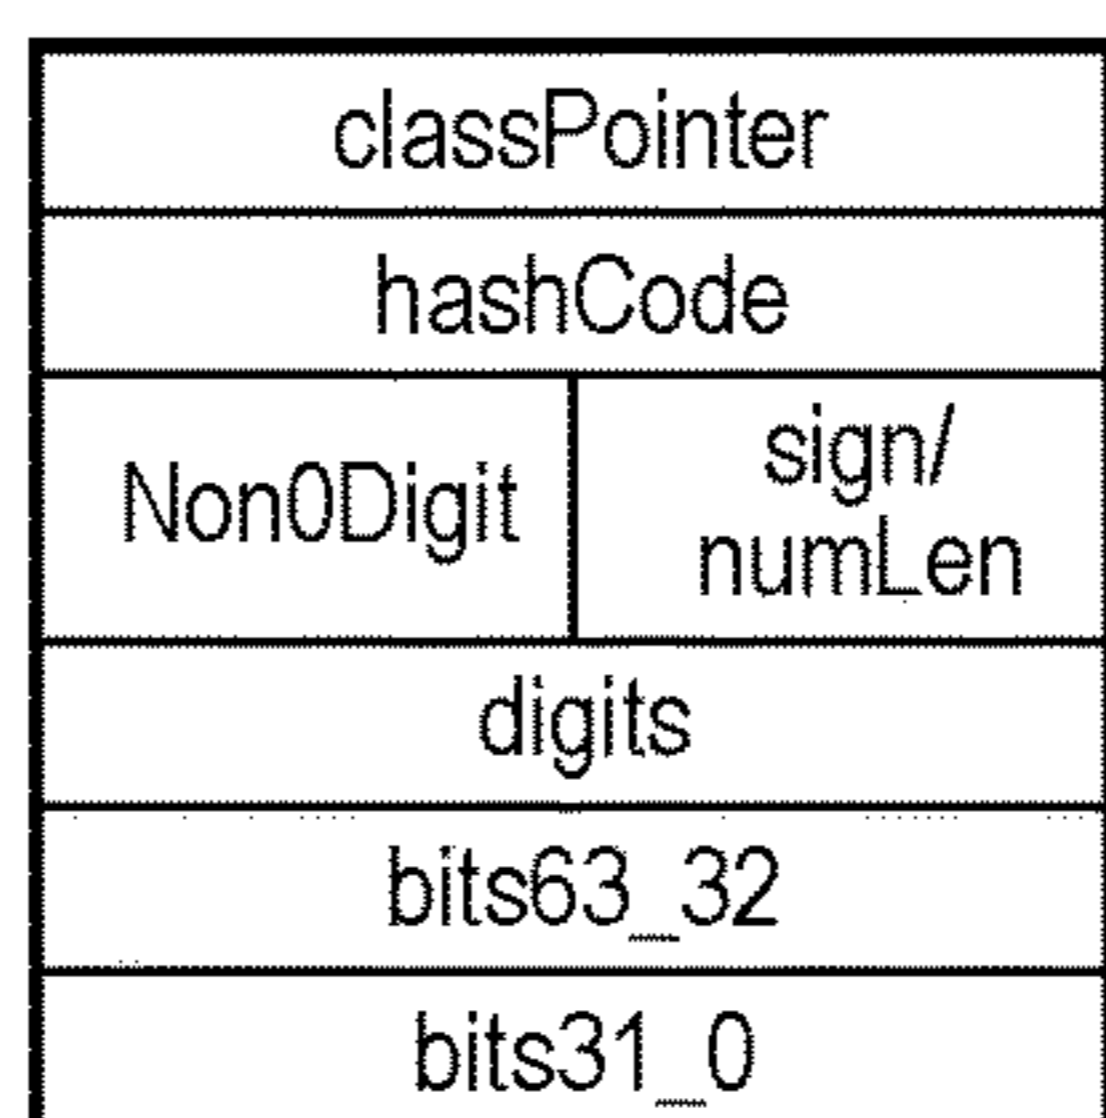 classPointer
hashCode
Non0Digit
sign/
numLen
digits
bits63_32
bits31_0